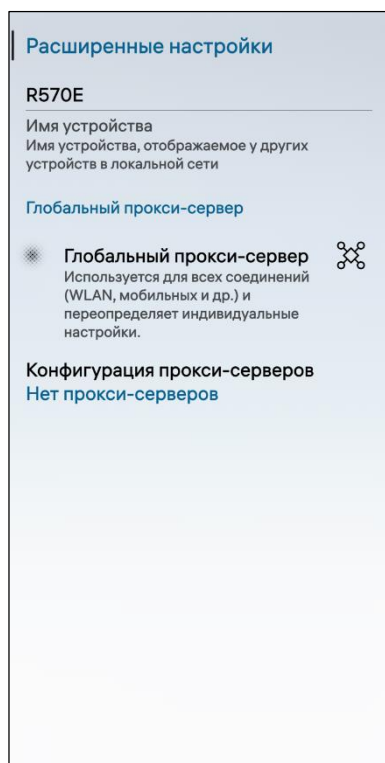 Расширенные настройки
R570E
Имя устройства
Имя устройства, отображаемое у других
устройств в локальной сети
Глобальный прокси-сервер
Глобальный прокси-сервер
Используется для всех соединений
(WLAN, мобильных и др.) и
переопределяет индивидуальные
настройки.
Конфигурация прокси-серверов
Нет прокси-серверов